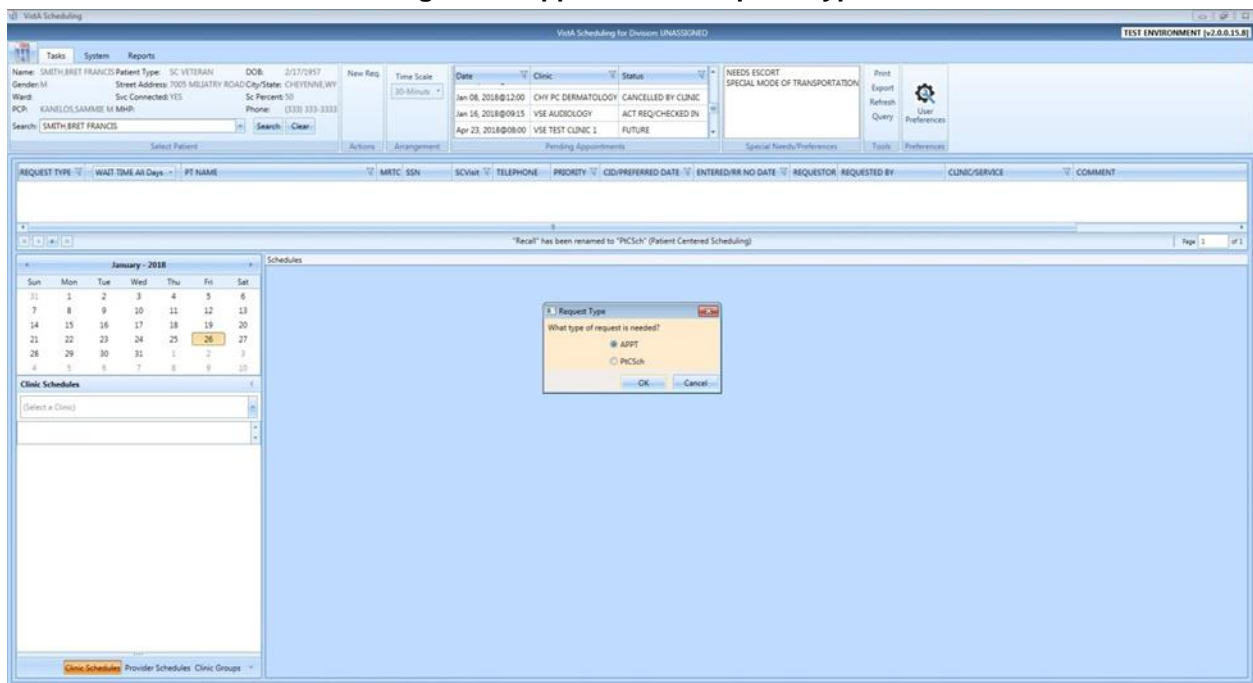 VistA Scheduling
VistA Scheduling for Division: UNASSIGNED
TEST ENVIRONMENT [v2.0.0.15.8]
Tasks System Reports
Name: SMITH,BRET FRANCIS Patient Type: SC VETERAN DOB: 2/17/1957
Gender: M Street Address: 7005 MILIATRY ROAD City/State: CHEYENNE,WY
Ward: Svc Connected: YES Sc Percent: 50
PCP: KANELOS,SAMMIE M MHP: Phone: (333) 333-3333
Search: SMITH,BRET FRANCIS Search Clear
Select Patient
New Req.
Actions
Time Scale
30-Minute
Arrangement
Date Clinic Status
Jan 08, 2018@12:00 CHY PC DERMATOLOGY CANCELLED BY CLINIC
Jan 16, 2018@09:15 VSE AUDIOLOGY ACT REQ/CHECKED IN
Apr 23, 2018@08:00 VSE TEST CLINIC 1 FUTURE
Pending Appointments
NEEDS ESCORT
SPECIAL MODE OF TRANSPORTATION
Special Needs/Preferences
Print
Export
Refresh
Query
Tools
User
Preferences
Preferences
REQUEST TYPE WAIT TIME All Days PT NAME MRTC SSN SCVisit TELEPHONE PRIORITY CID/PREFERRED DATE ENTERED/RR NO DATE REQUESTOR REQUESTED BY CLINIC/SERVICE COMMENT
"Recall" has been renamed to "PtCSch" (Patient Centered Scheduling)
Page 1 of 1
January - 2018
Sun Mon Tue Wed Thu Fri Sat
31 1 2 3 4 5 6
7 8 9 10 11 12 13
14 15 16 17 18 19 20
21 22 23 24 25 26 27
28 29 30 31 1 2 3
4 5 6 7 8 9 10
Clinic Schedules
(Select a Clinic)
Clinic Schedules Provider Schedules Clinic Groups
Schedules
Request Type
What type of request is needed?
APPT
PtCSch
OK Cancel